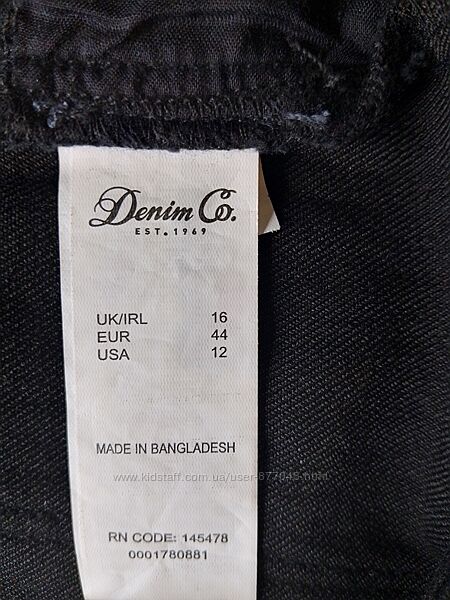 Denim Co.
EST. 1969
UK/IRL 16
EUR 44
USA 12
MADE IN BANGLADESH
RN CODE: 145478
0001780881